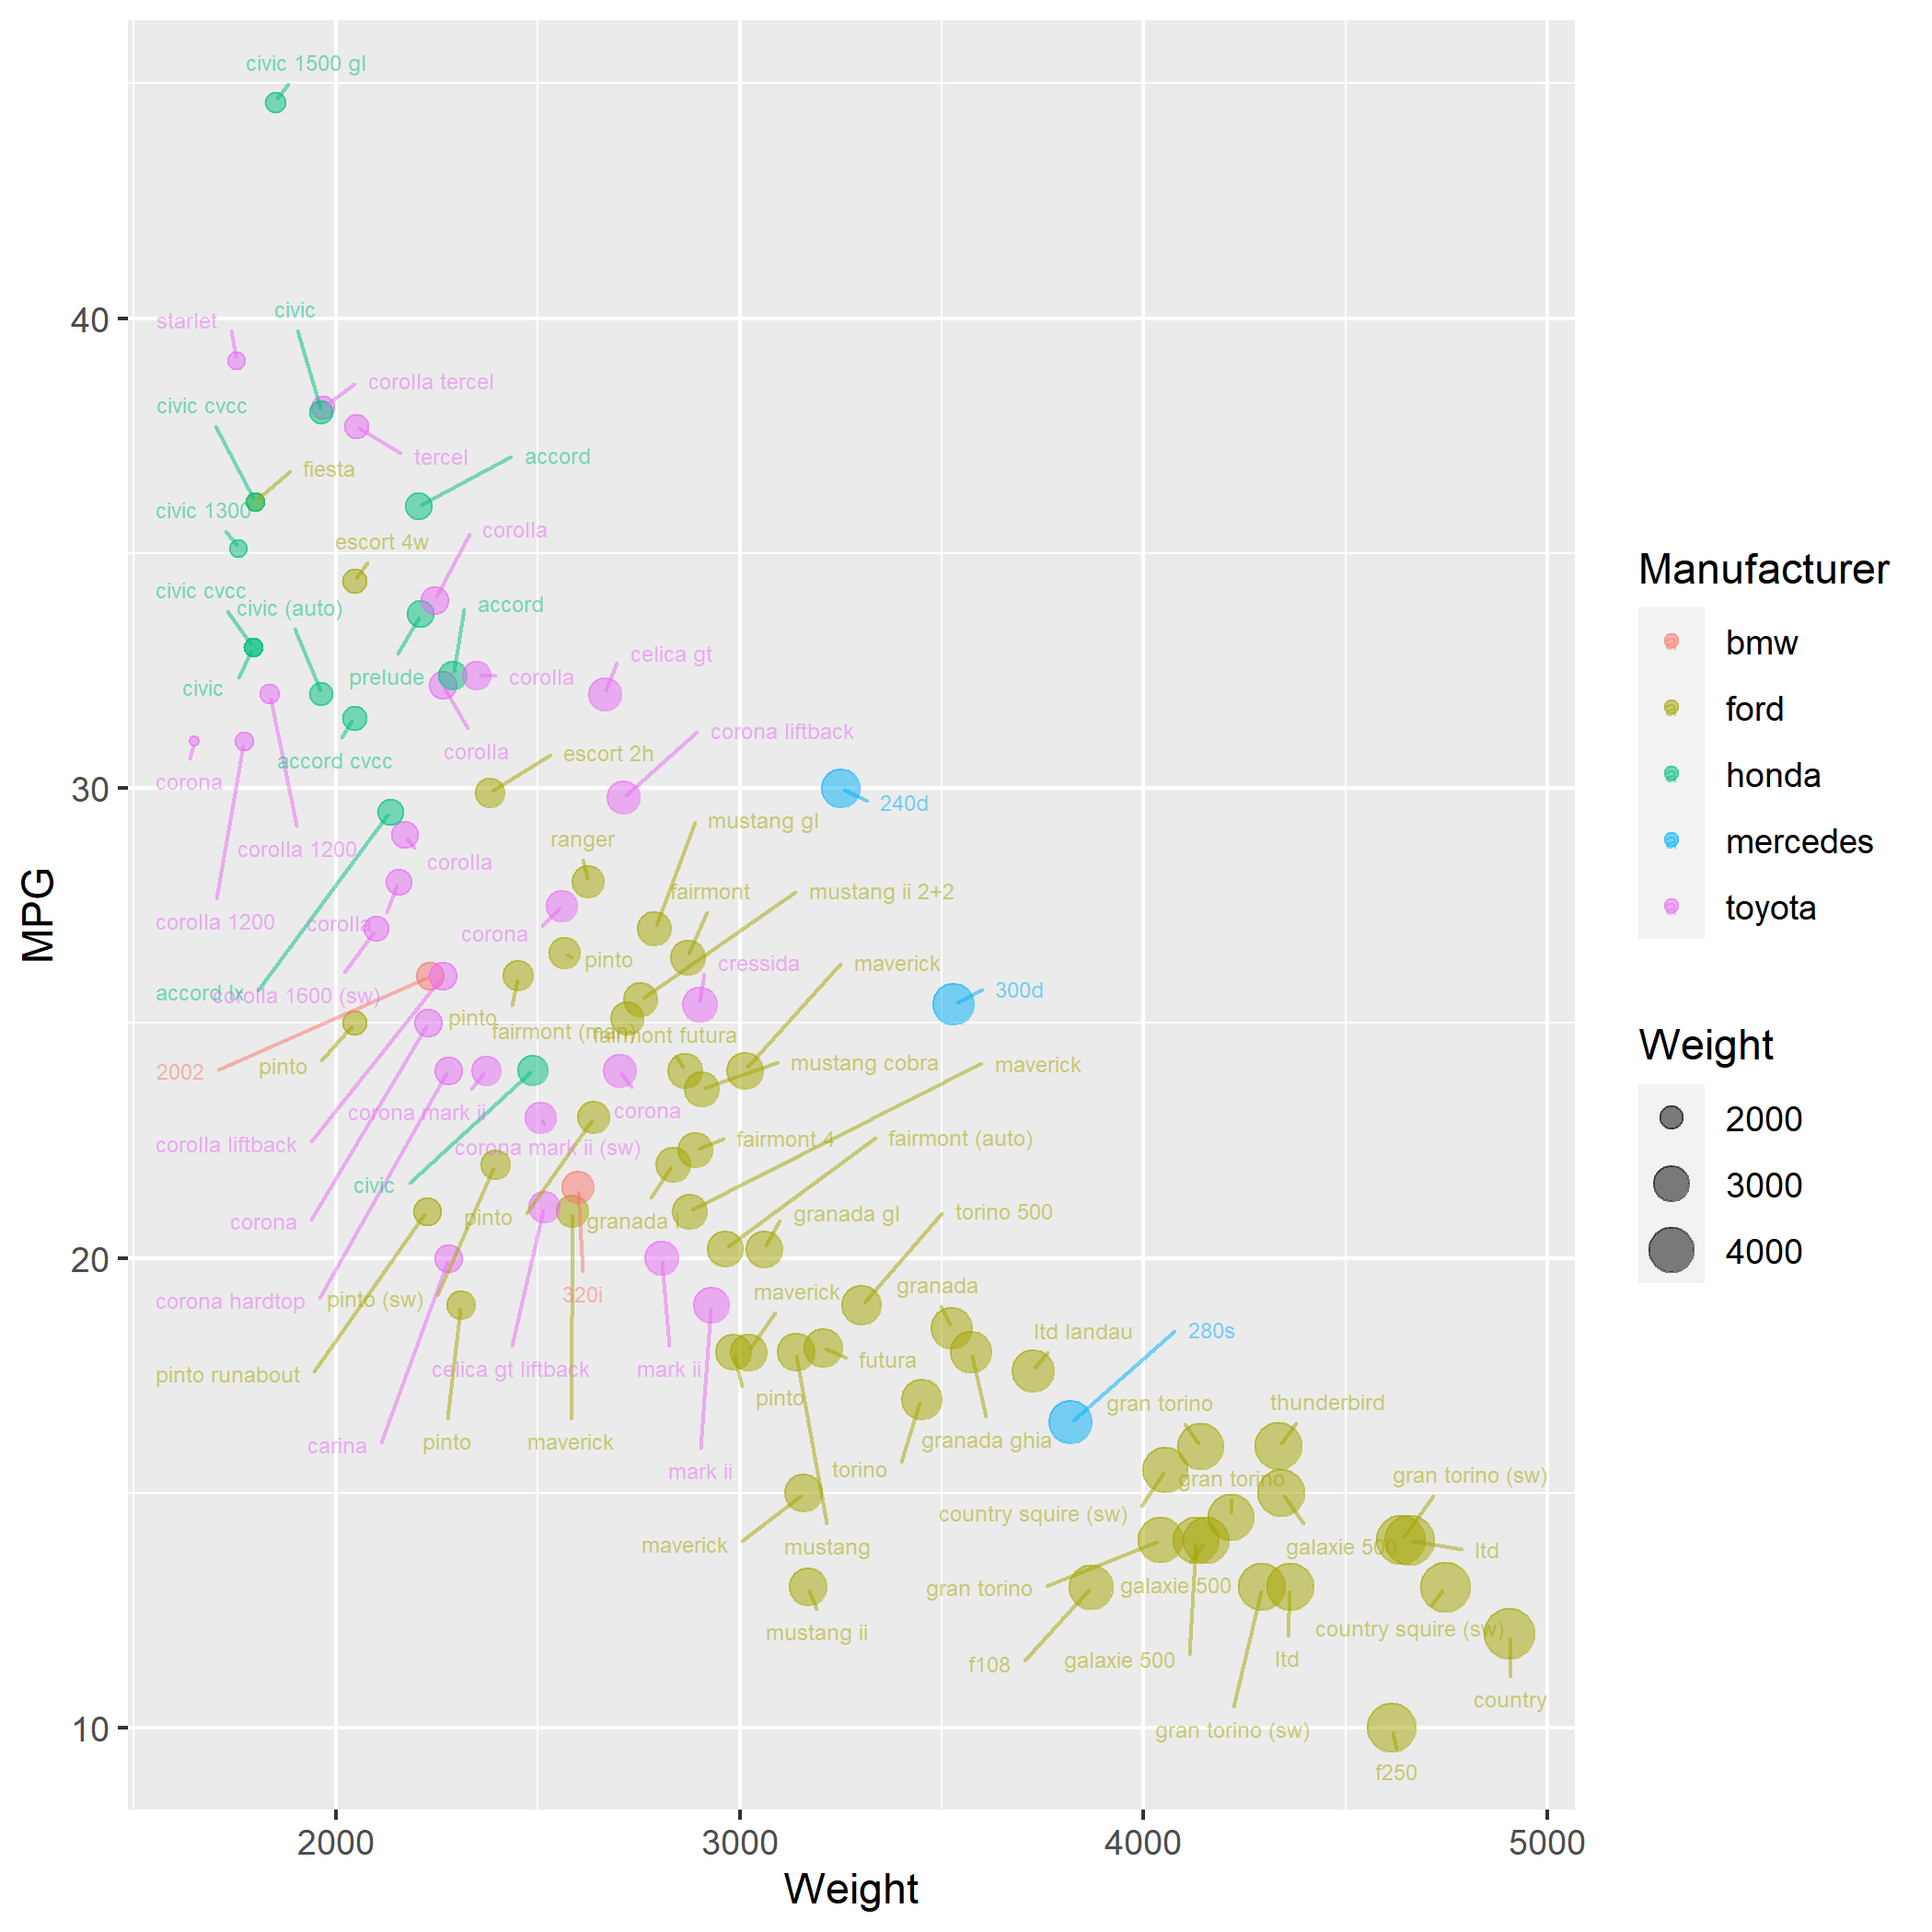 civic 1500 gl
civic
starlet
corolla tercel
civic cvcc
tercel
accord
fiesta
civic 1300
corolla
escort 4w
civic cvcc
civic (auto)
accord
celica gt
prelude
corolla
civic
corona liftback
corolla
escort 2h
accord cvcc
corona
240d
mustang gl
ranger
corolla 1200
corolla
fairmont
mustang ii 2+2
corolla 1200
corolla
corona
pinto
cressida
maverick
300d
accord lx
corolla 1600 (sw)
pinto
fairmont (man)
fairmont futura
2002
pinto
mustang cobra
maverick
corona mark ii
corona
fairmont 4
fairmont (auto)
corolla liftback
corona mark ii (sw)
civic
corona
pinto
granada l
granada gl
torino 500
granada
320i
maverick
corona hardtop
pinto (sw)
ltd landau
280s
futura
pinto runabout
celica gt liftback
mark ii
pinto
gran torino
thunderbird
carina
pinto
maverick
granada ghia
mark ii
torino
gran torino
gran torino (sw)
country squire (sw)
maverick
mustang
galaxie 500
ltd
gran torino
galaxie 500
mustang ii
country squire (sw)
f108
galaxie 500
ltd
country
gran torino (sw)
f250
40
30
20
10
MPG
2000 3000 4000 5000
Weight
Manufacturer
bmw
ford
honda
mercedes
toyota
Weight
2000
3000
4000